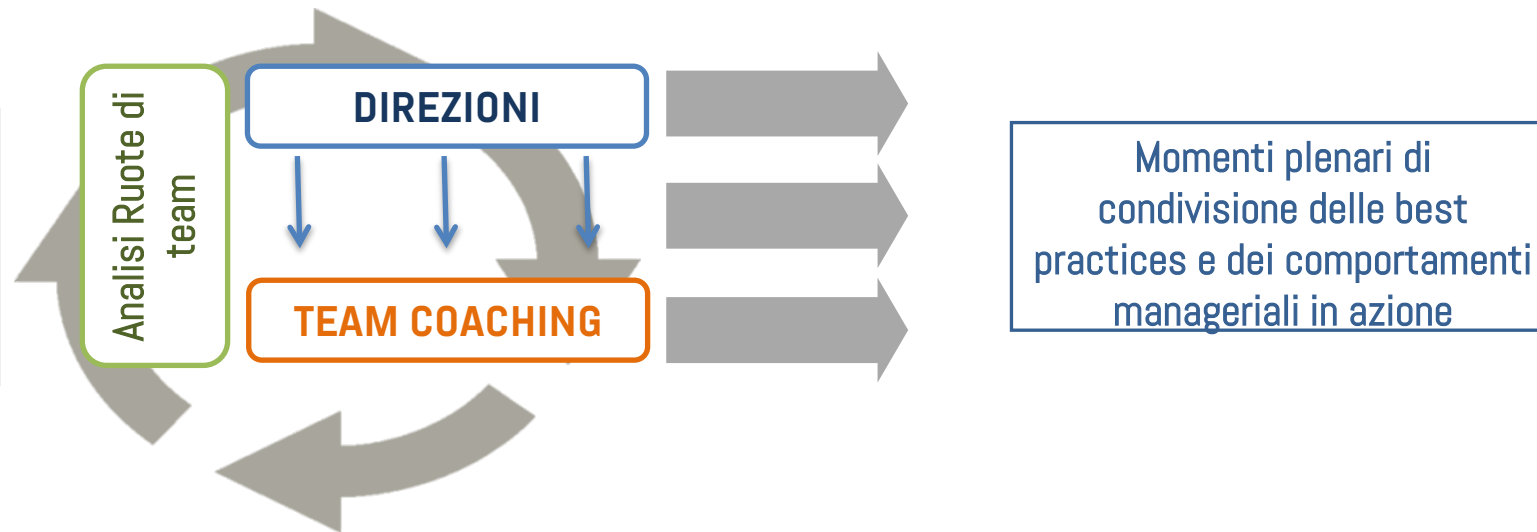 Analisi Ruote di
team
DIREZIONI
TEAM COACHING
Momenti plenari di
condivisione delle best
practices e dei comportamenti
manageriali in azione